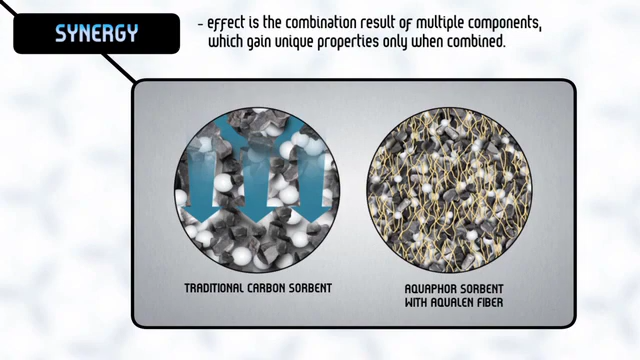 SYNERGY
- effect is the combination result of multiple components,
which gain unique properties only when combined.
TRADITIONAL CARBON SORBENT
AQUAPHOR SORBENT
WITH AQUALEN FIBER